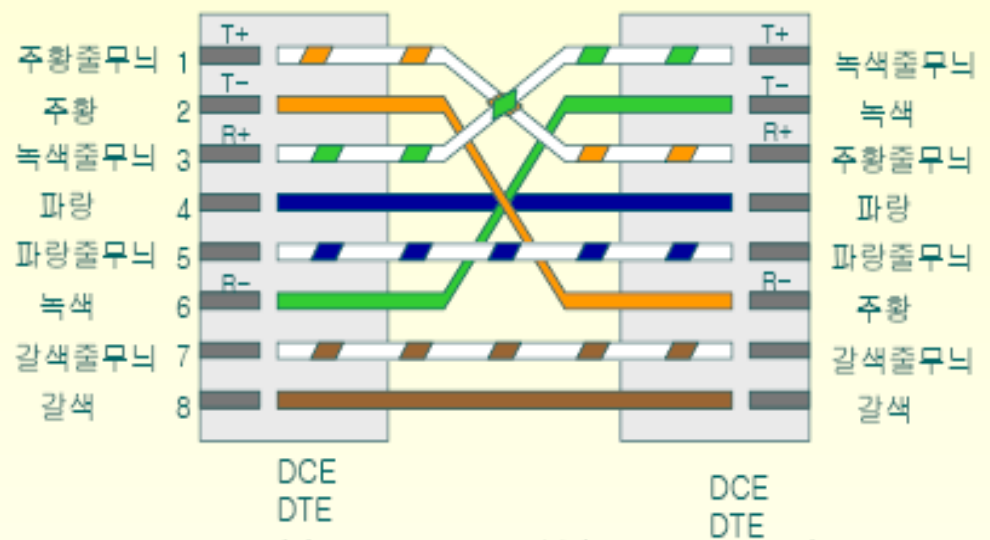 T+ T+
주황줄무늬 1 녹색줄무늬
T- T-
주황 2 녹색
R+ R+
녹색줄무늬 3 주황줄무늬
파랑 4 파랑
파랑줄무늬 5 파랑줄무늬
R- R-
녹색 6 주황
갈색줄무늬 7 갈색줄무늬
갈색 8 갈색
DCE DCE
DTE DTE